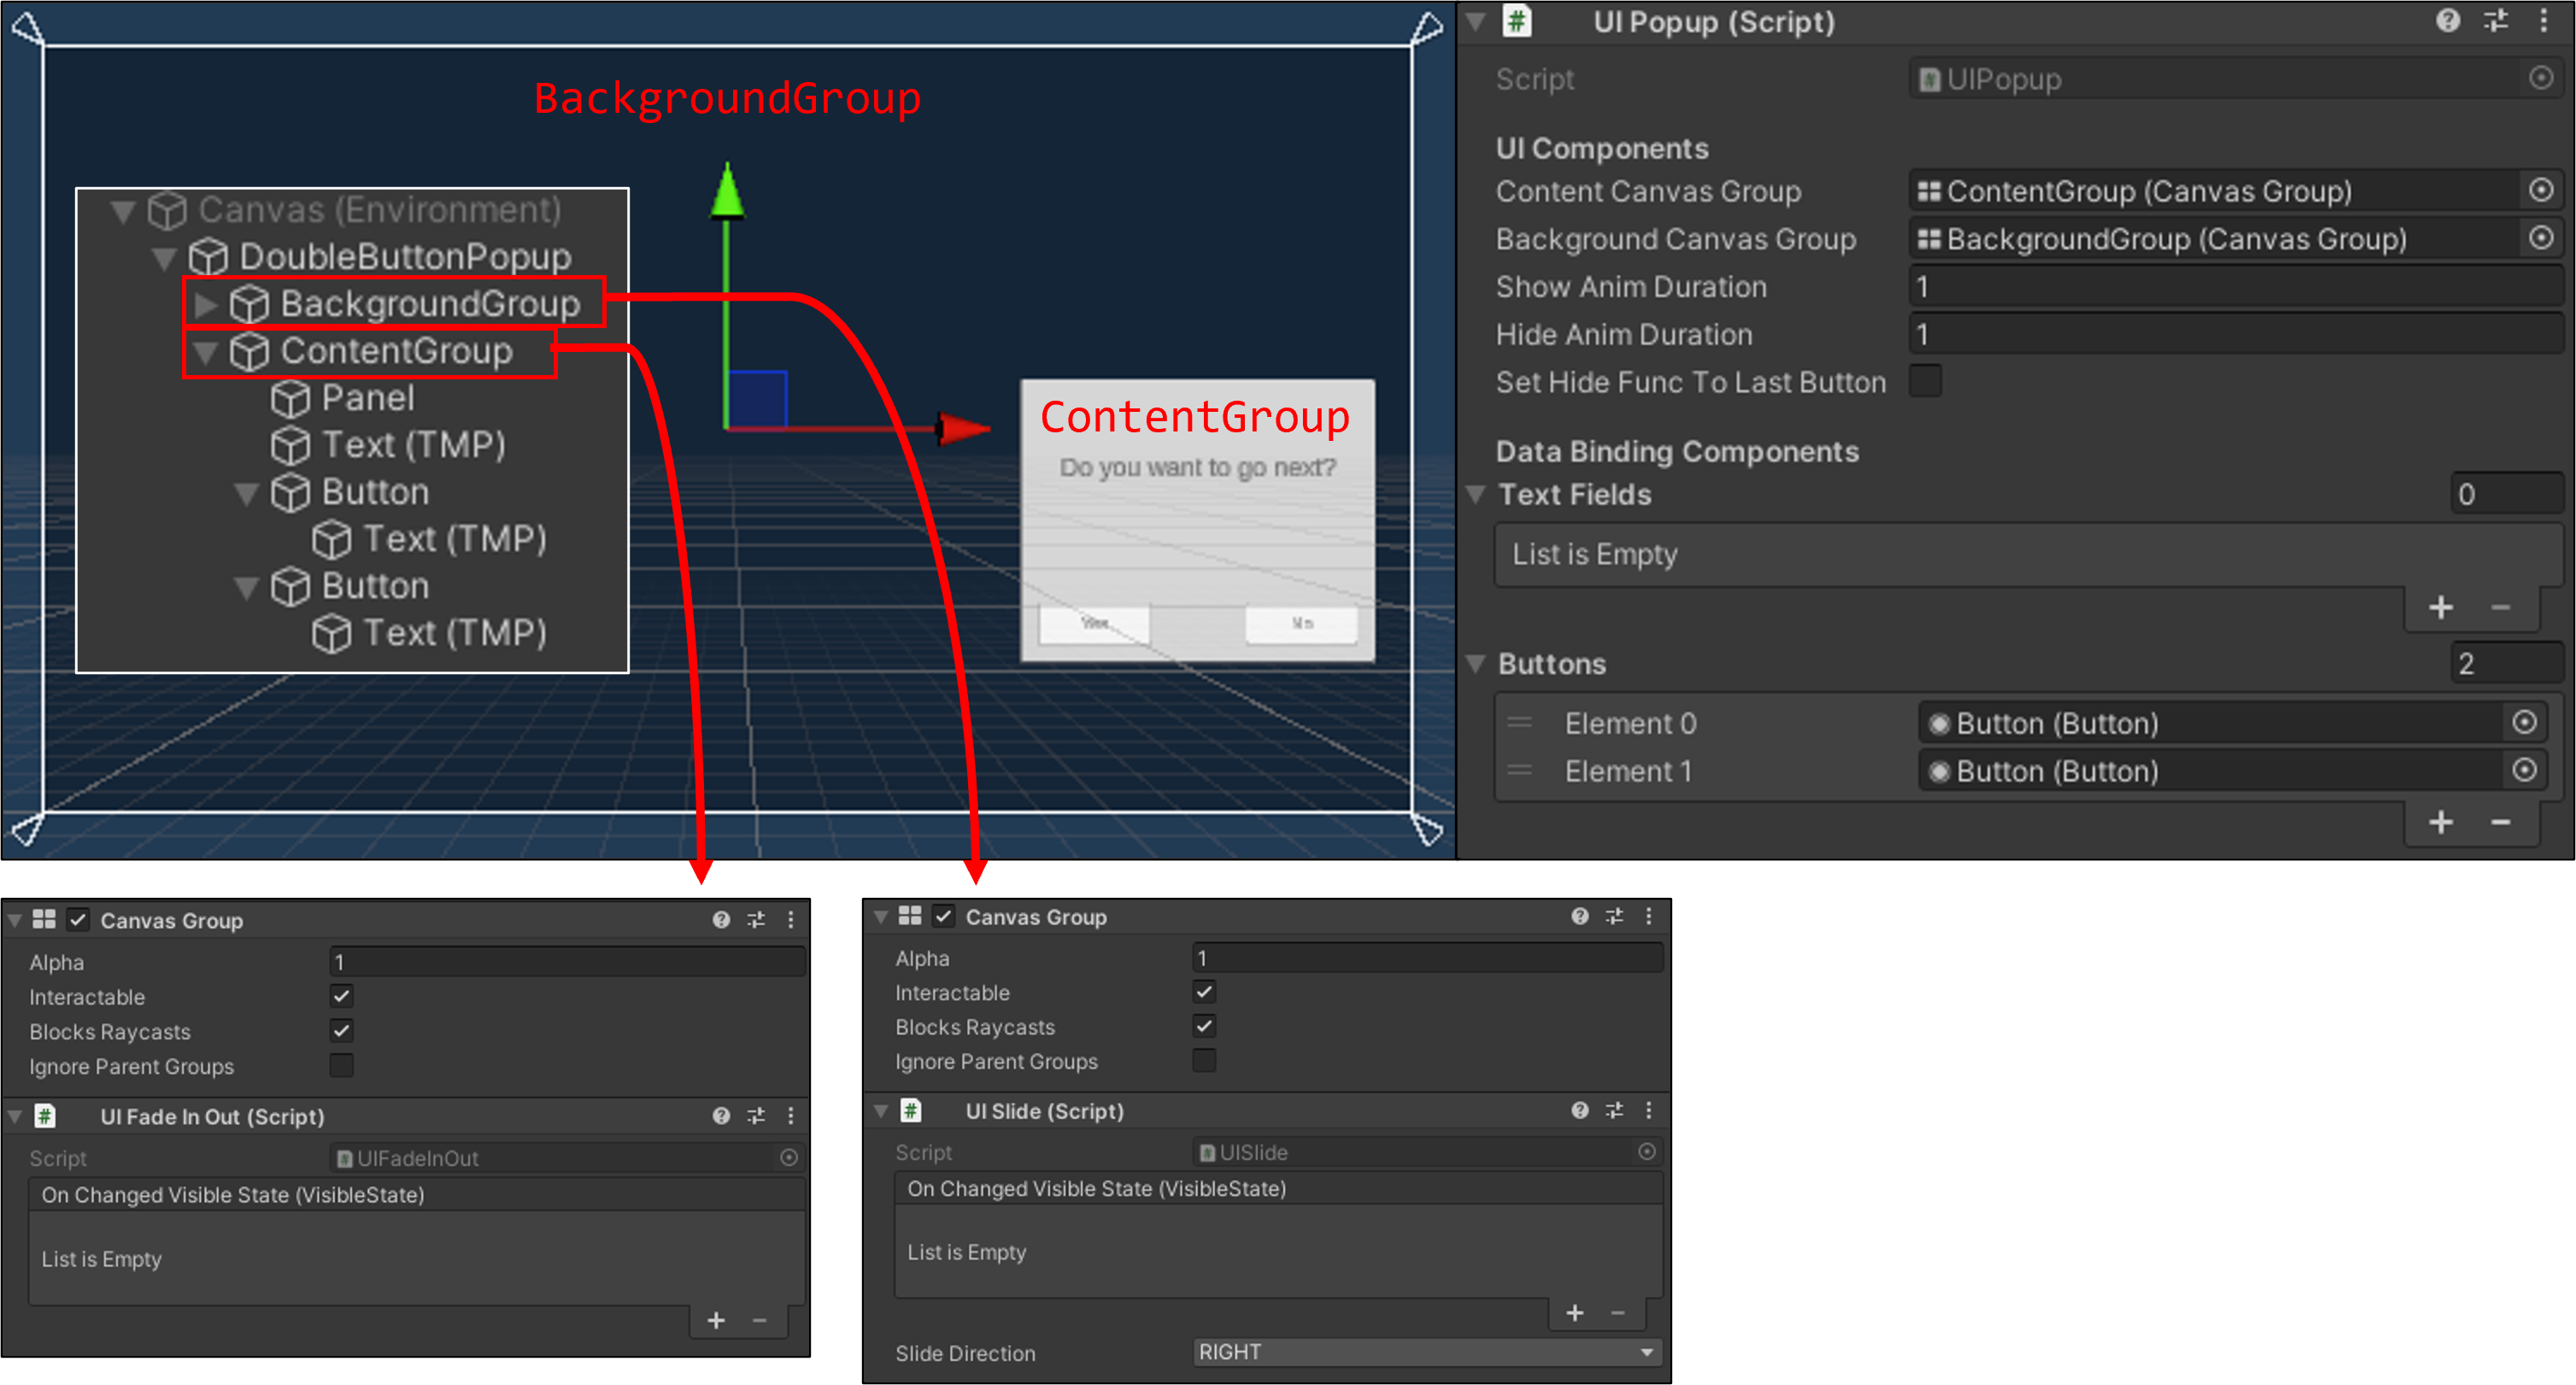 BackgroundGroup
Canvas (Environment)
DoubleButtonPopup
BackgroundGroup
ContentGroup
Panel
Text (TMP)
Button
Text (TMP)
Button
Text (TMP)
ContentGroup
Do you want to go next?
Yes
No
UI Popup (Script)
Script UIPopup
UI Components
Content Canvas Group ContentGroup (Canvas Group)
Background Canvas Group BackgroundGroup (Canvas Group)
Show Anim Duration 1
Hide Anim Duration 1
Set Hide Func To Last Button
Data Binding Components
Text Fields 0
List is Empty
Buttons 2
Element 0 Button (Button)
Element 1 Button (Button)
Canvas Group
Alpha 1
Interactable
Blocks Raycasts
Ignore Parent Groups
UI Fade In Out (Script)
Script UIFadeInOut
On Changed Visible State (VisibleState)
List is Empty
Canvas Group
Alpha 1
Interactable
Blocks Raycasts
Ignore Parent Groups
UI Slide (Script)
Script UISlide
On Changed Visible State (VisibleState)
List is Empty
Slide Direction RIGHT